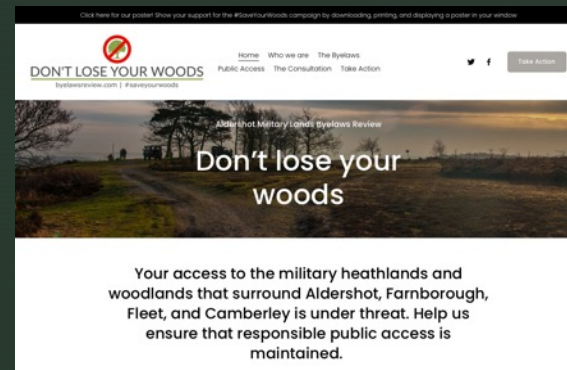 Click here for our poster! Show your support for the #SaveYourWoods campaign by downloading, printing, and displaying a poster in your window
DON'T LOSE YOUR WOODS
byelawsreview.com | #saveyourwoods
Home Who we are The Byelaws
Public Access The Consultation Take Action
Take Action
Aldershot Military Lands Byelaws Review
Don't lose your
woods
Your access to the military heathlands and
woodlands that surround Aldershot, Farnborough,
Fleet, and Camberley is under threat. Help us
ensure that responsible public access is
maintained.